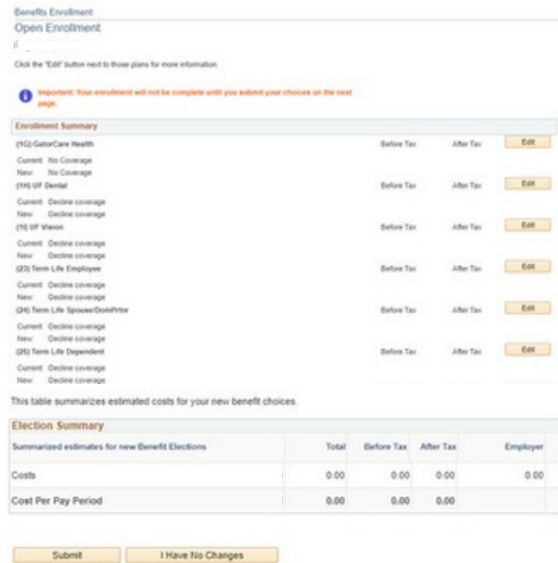 Benefits Enrollment
Open Enrollment
Click the "Edit" button next to those plans for more information.
Important: Your enrollment will not be complete until you submit your choices on the next
page.
Enrollment Summary
(1G) GatorCare Health Before Tax After Tax Edit
Current: No Coverage
New: No Coverage
(1H) UF Dental Before Tax After Tax Edit
Current: Decline coverage
New: Decline coverage
(1I) UF Vision Before Tax After Tax Edit
Current: Decline coverage
New: Decline coverage
(23) Term Life Employee Before Tax After Tax Edit
Current: Decline coverage
New: Decline coverage
(24) Term Life Spouse/DomPrtnr Before Tax After Tax Edit
Current: Decline coverage
New: Decline coverage
(25) Term Life Dependent Before Tax After Tax Edit
Current: Decline coverage
New: Decline coverage
This table summarizes estimated costs for your new benefit choices.
Election Summary
Summarized estimates for new Benefit Elections Total Before Tax After Tax Employer
Costs 0.00 0.00 0.00 0.00
Cost Per Pay Period 0.00 0.00 0.00
Submit I Have No Changes